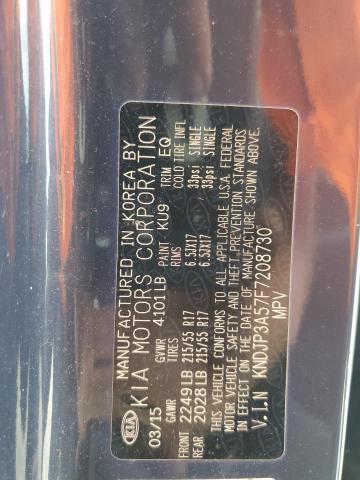 MANUFACTURED IN KOREA BY
KIA KIA MOTORS CORPORATION
03/15 GVWR 4101LB PAINT KU9 TRIM EQ
GAWR TIRES RIMS COLD TIRE INFL
FRONT 2249LB 215/55 R17 6.5JX17 33psi SINGLE
REAR 2028LB 215/55 R17 6.5JX17 33psi SINGLE
THIS VEHICLE CONFORMS TO ALL APPLICABLE U.S.A. FEDERAL
MOTOR VEHICLE SAFETY, BUMPER, AND THEFT PREVENTION STANDARDS
IN EFFECT ON THE DATE OF MANUFACTURE SHOWN ABOVE.
V.I.N KNDJP3A57F7208730
MPV